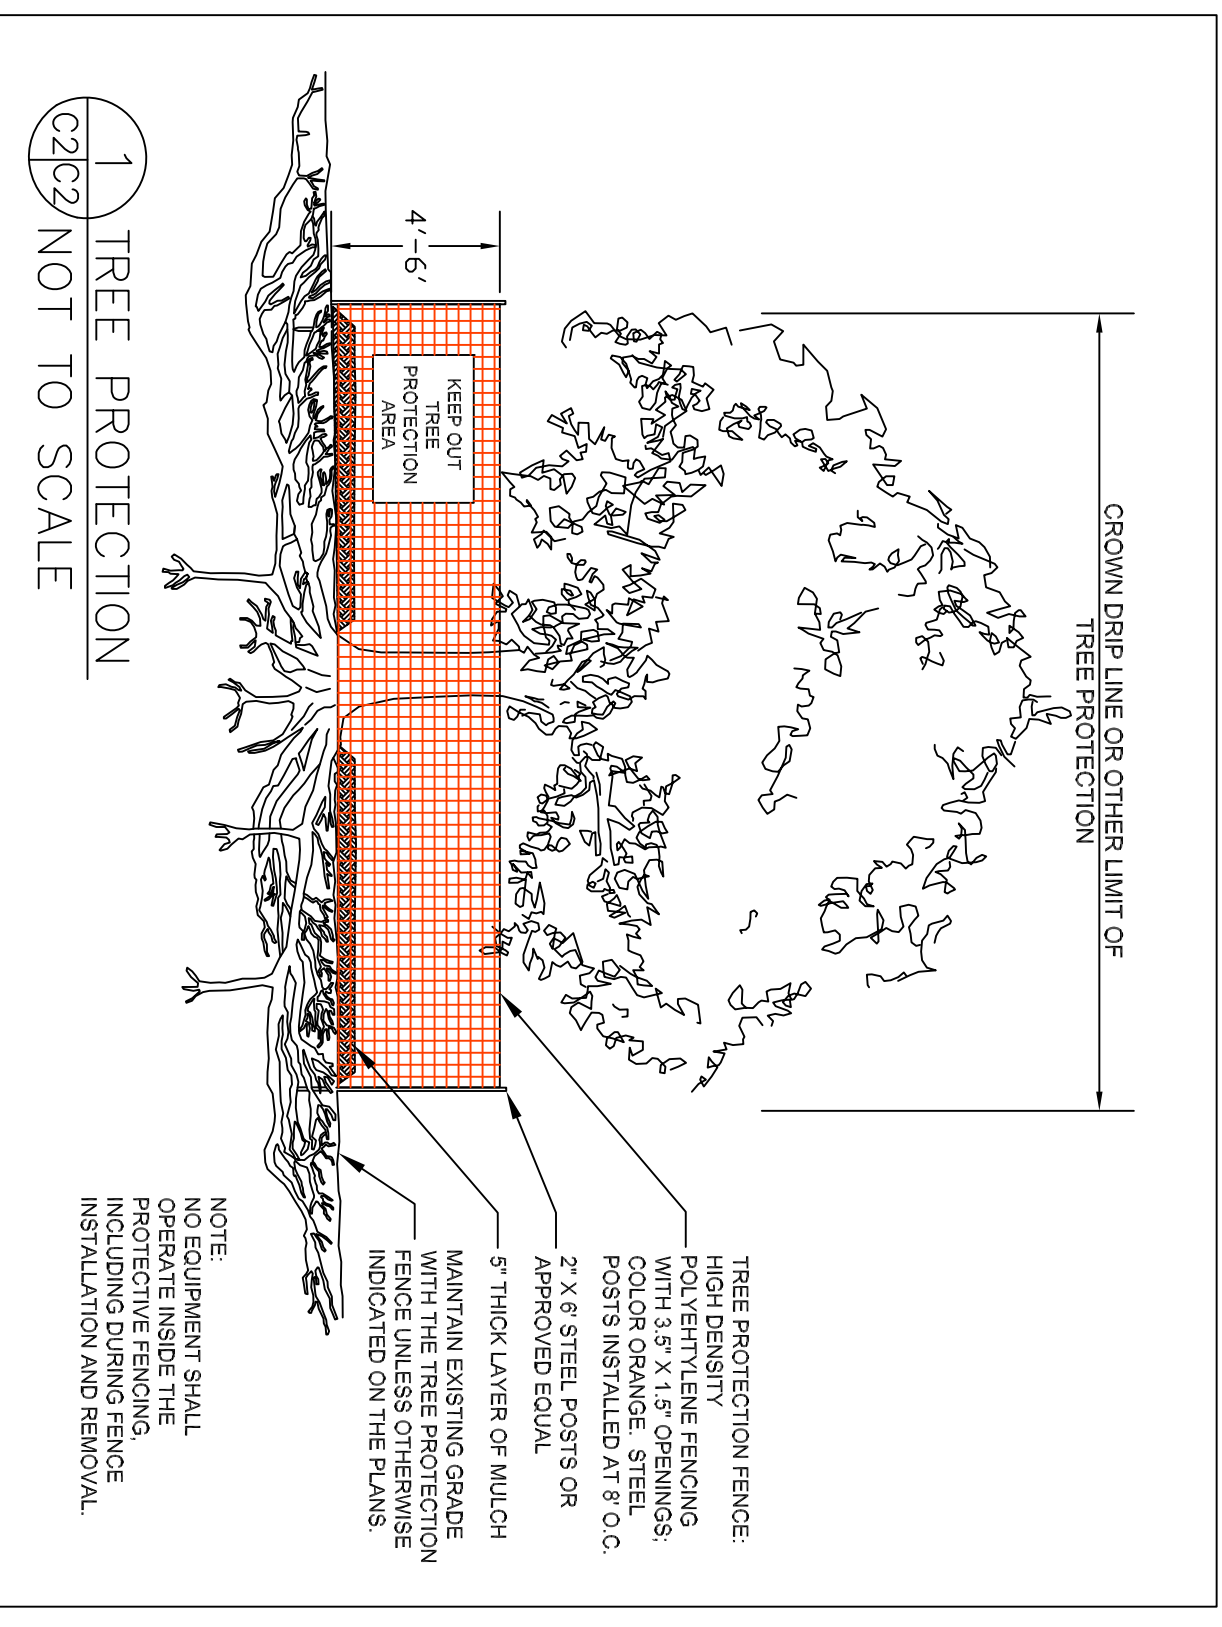 CROWN DRIP LINE OR OTHER LIMIT OF
TREE PROTECTION
4'-6'
KEEP OUT
TREE
PROTECTION
AREA
TREE PROTECTION FENCE:
HIGH DENSITY
POLYEHTYLENE FENCING
WITH 3.5" X 1.5" OPENINGS;
COLOR ORANGE. STEEL
POSTS INSTALLED AT 8' O.C.
2" X 6' STEEL POSTS OR
APPROVED EQUAL
5" THICK LAYER OF MULCH
MAINTAIN EXISTING GRADE
WITH THE TREE PROTECTION
FENCE UNLESS OTHERWISE
INDICATED ON THE PLANS.
NOTE:
NO EQUIPMENT SHALL
OPERATE INSIDE THE
PROTECTIVE FENCING,
INCLUDING DURING FENCE
INSTALLATION AND REMOVAL.
1 TREE PROTECTION
C2 C2 NOT TO SCALE